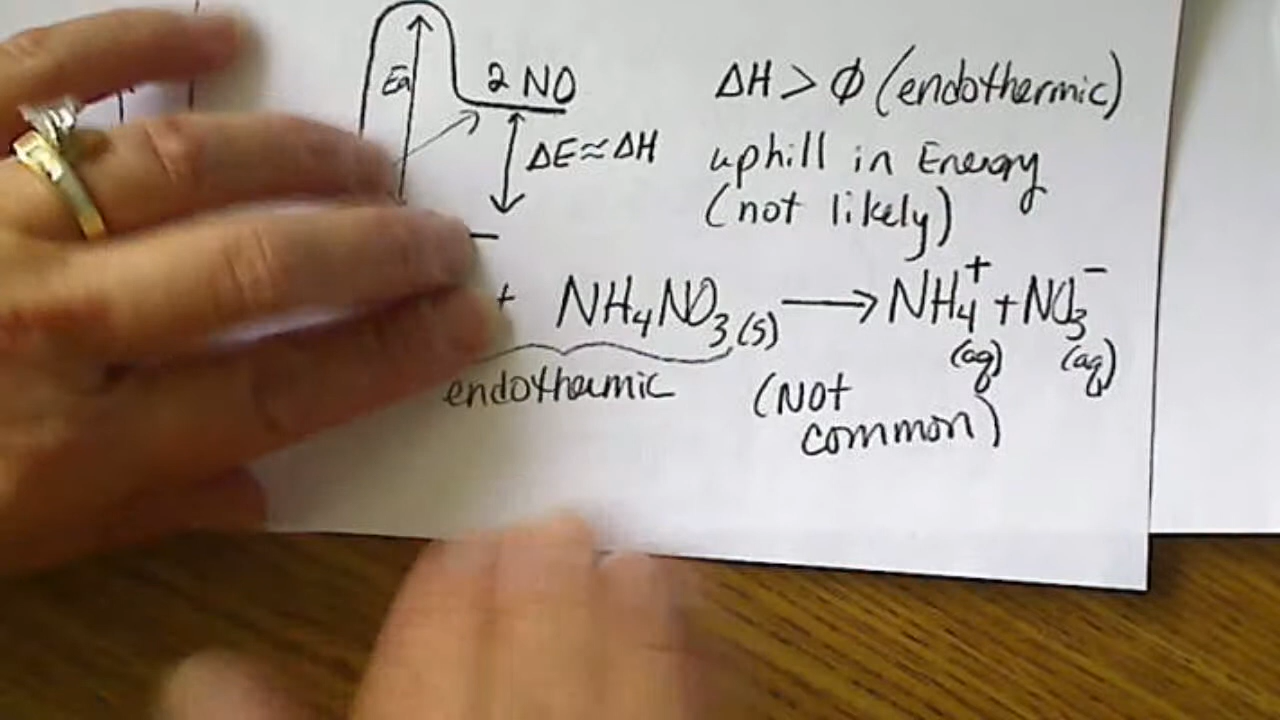 Ea
2 NO
ΔE≈ΔH
ΔH > ϕ (endothermic)
uphill in Energy
(not likely)
+ NH₄NO₃(s) ⟶ NH₄⁺ + NO₃⁻
(aq) (aq)
endothermic
(Not
common)